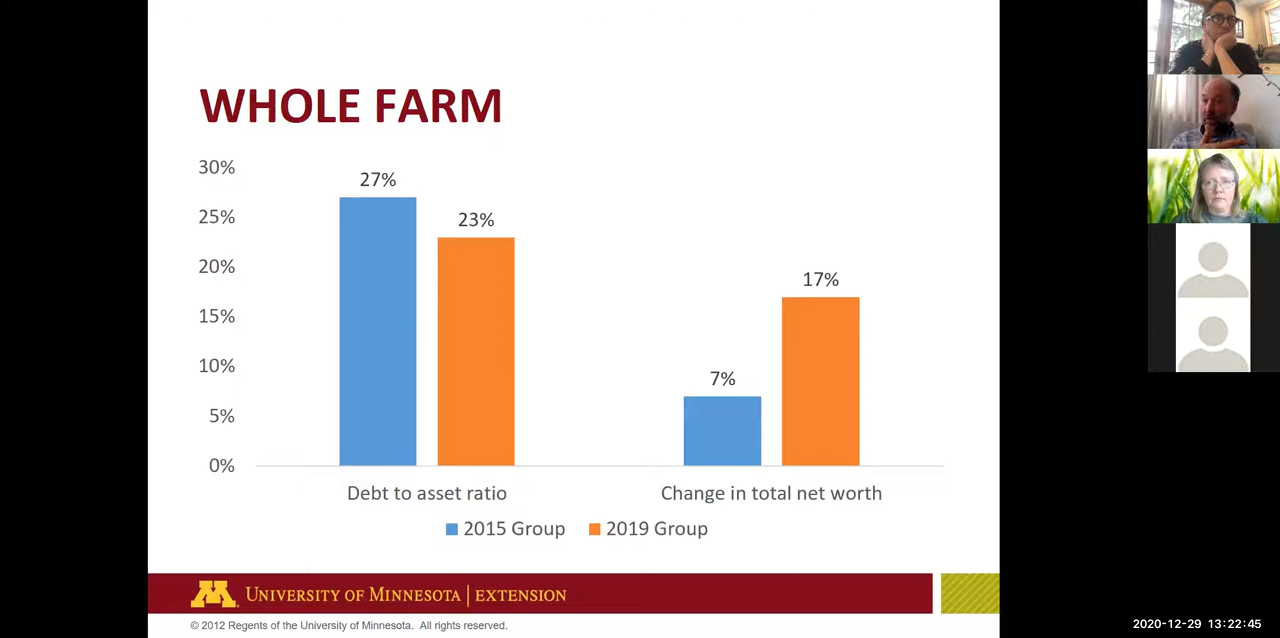 WHOLE FARM
30%
25%
20%
15%
10%
5%
0%
27%
23%
7%
17%
Debt to asset ratio
Change in total net worth
2015 Group 2019 Group
UNIVERSITY OF MINNESOTA | EXTENSION
© 2012 Regents of the University of Minnesota. All rights reserved.
2020-12-29 13:22:45